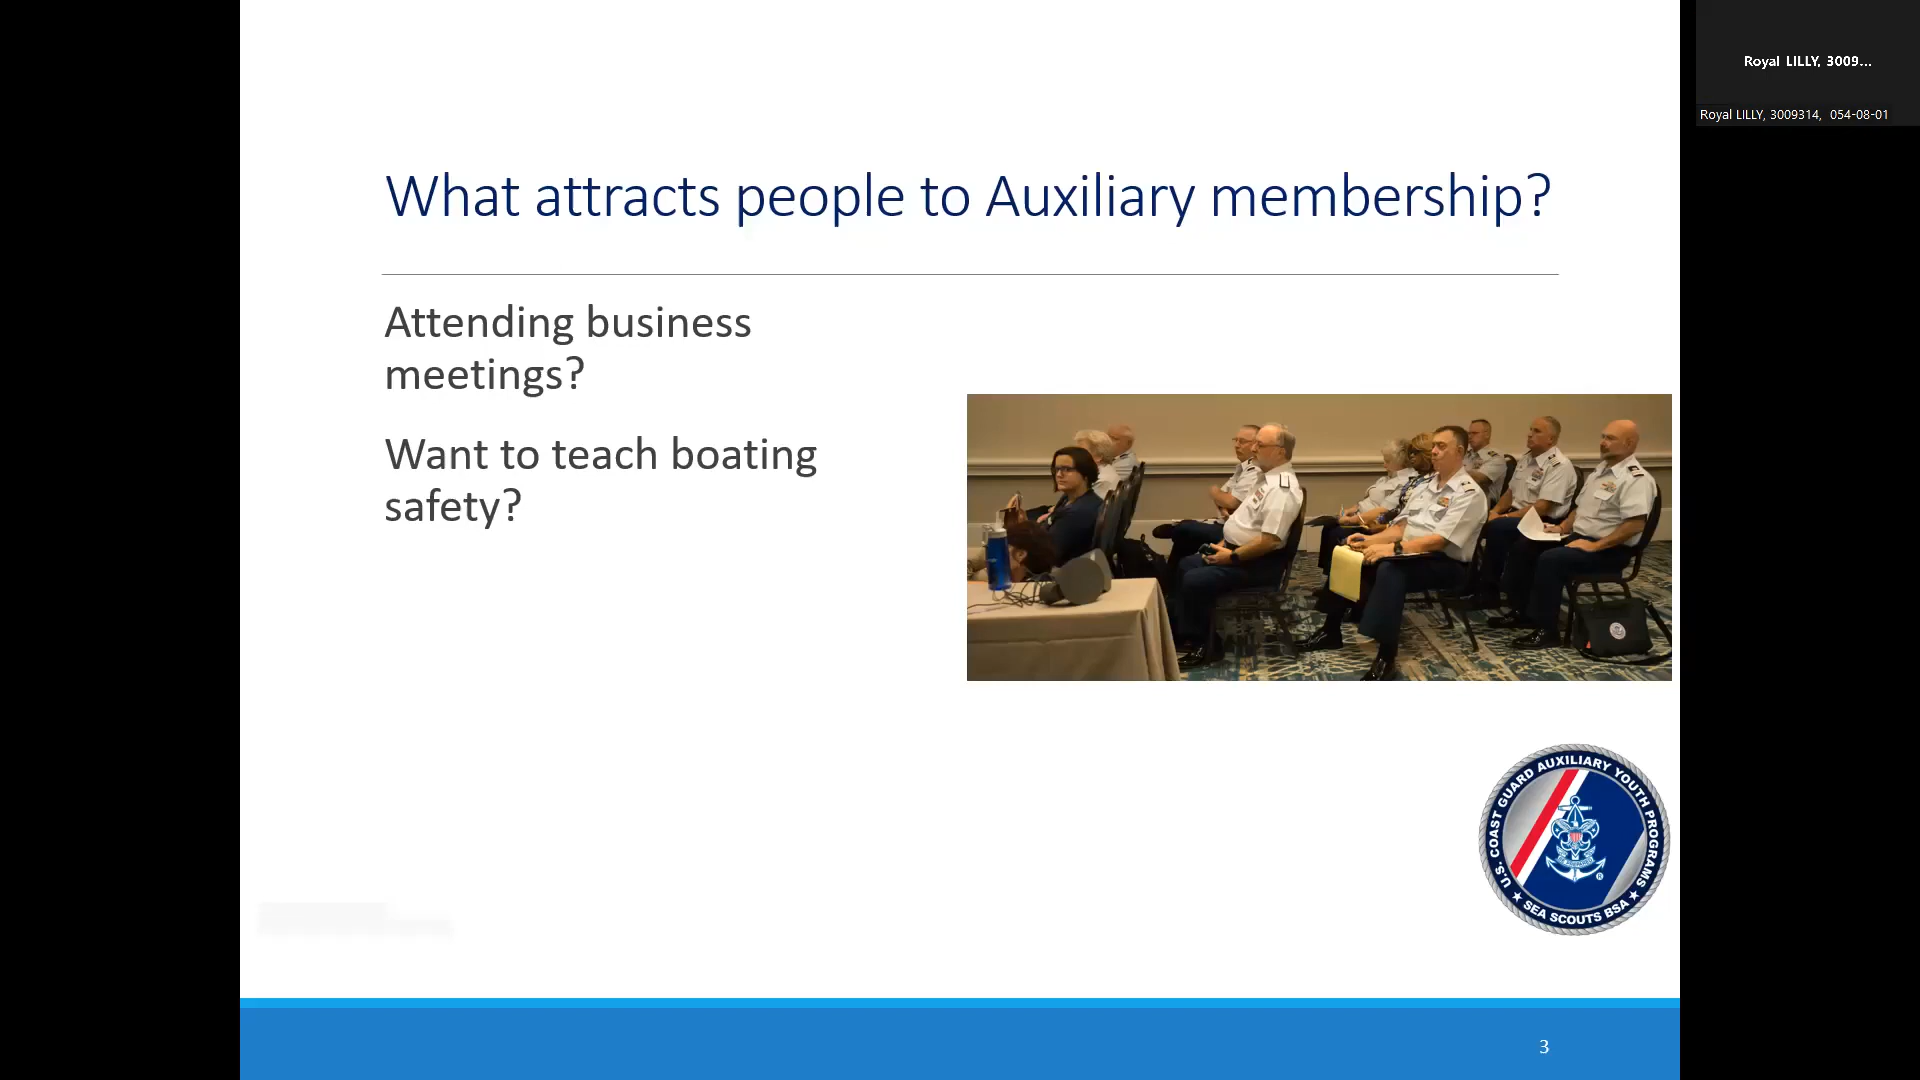 Royal LILLY, 3009...
Royal LILLY, 3009314, 054-08-01
What attracts people to Auxiliary membership?
Attending business
meetings?
Want to teach boating
safety?
U.S. COAST GUARD AUXILIARY YOUTH PROGRAMS
★ SEA SCOUTS BSA ★
®
3